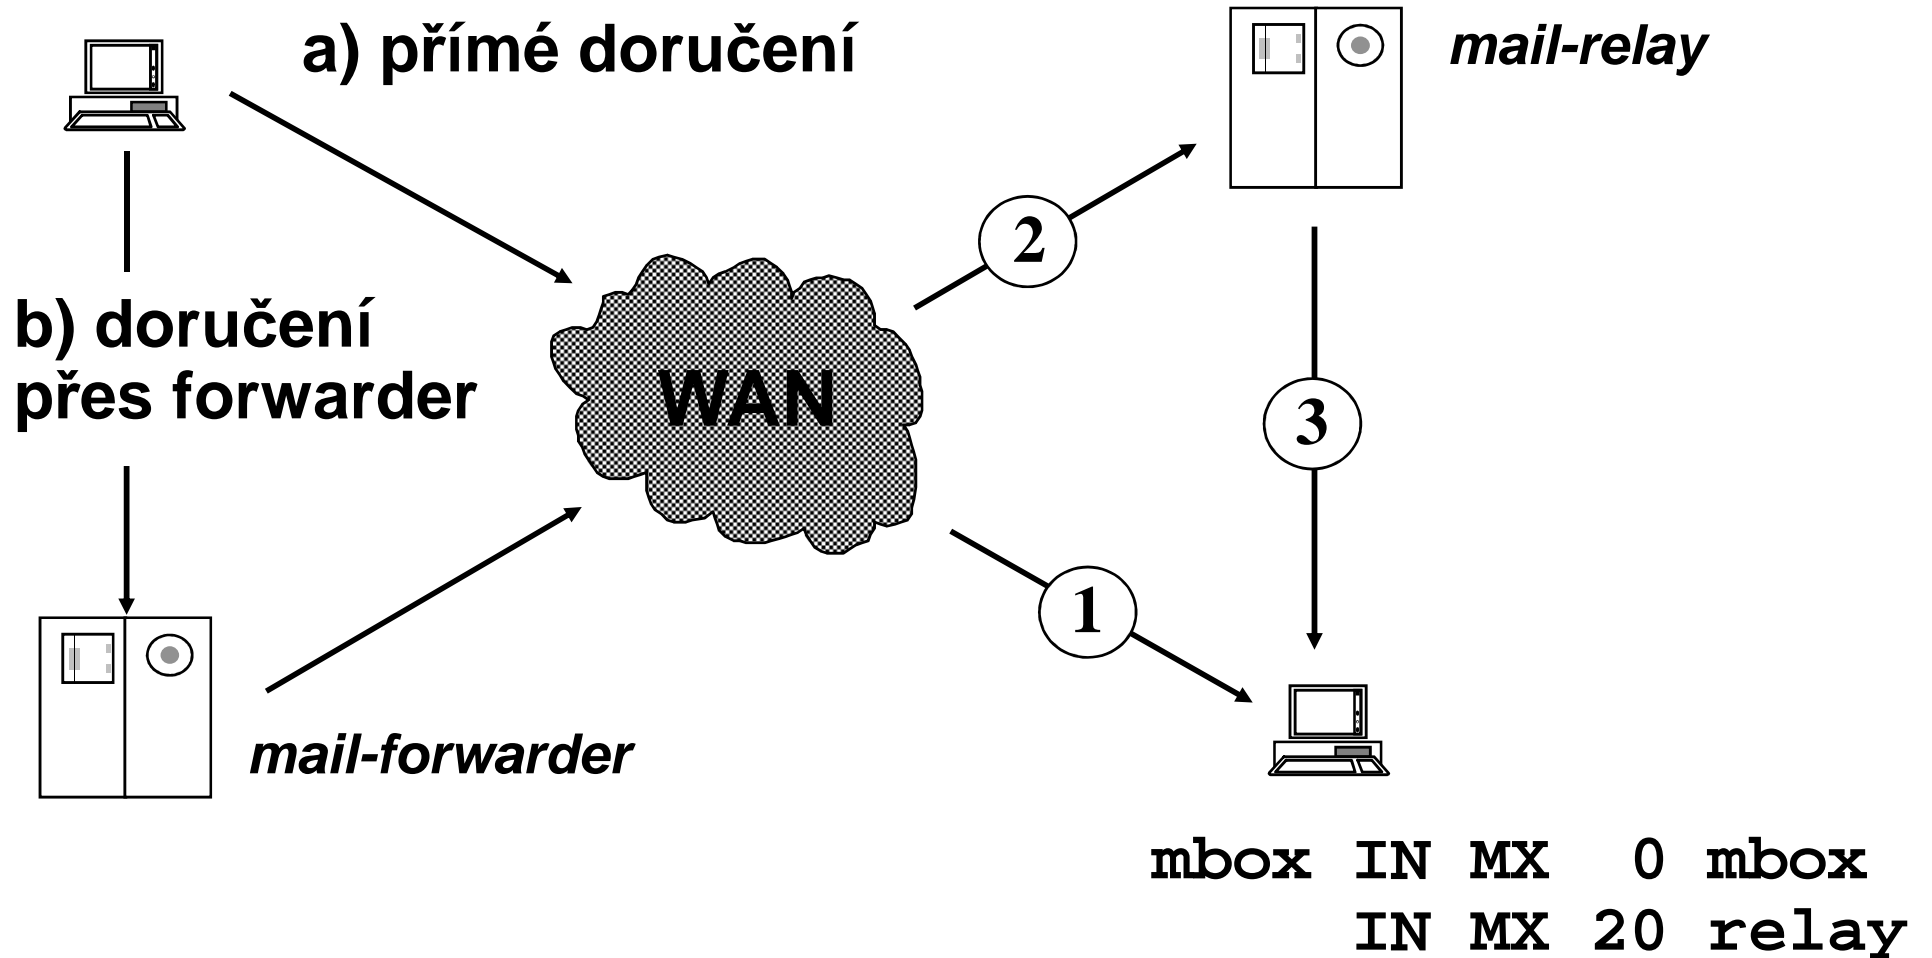 a) přímé doručení
mail-relay
2
b) doručení
přes forwarder
WAN
3
1
mail-forwarder
mbox IN MX 0 mbox
IN MX 20 relay